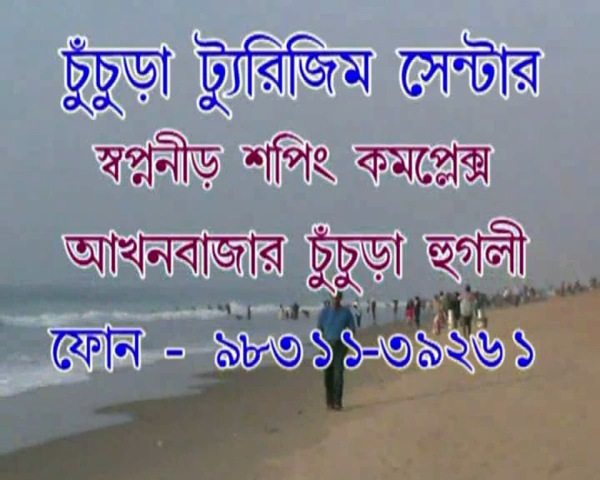 চুঁচুড়া ট্যুরিজিম সেন্টার
স্বপ্ননীড় শপিং কমপ্লেক্স
আখনবাজার চুঁচুড়া হুগলী
ফোন - ৯৮৩১১-৩৯২৬১